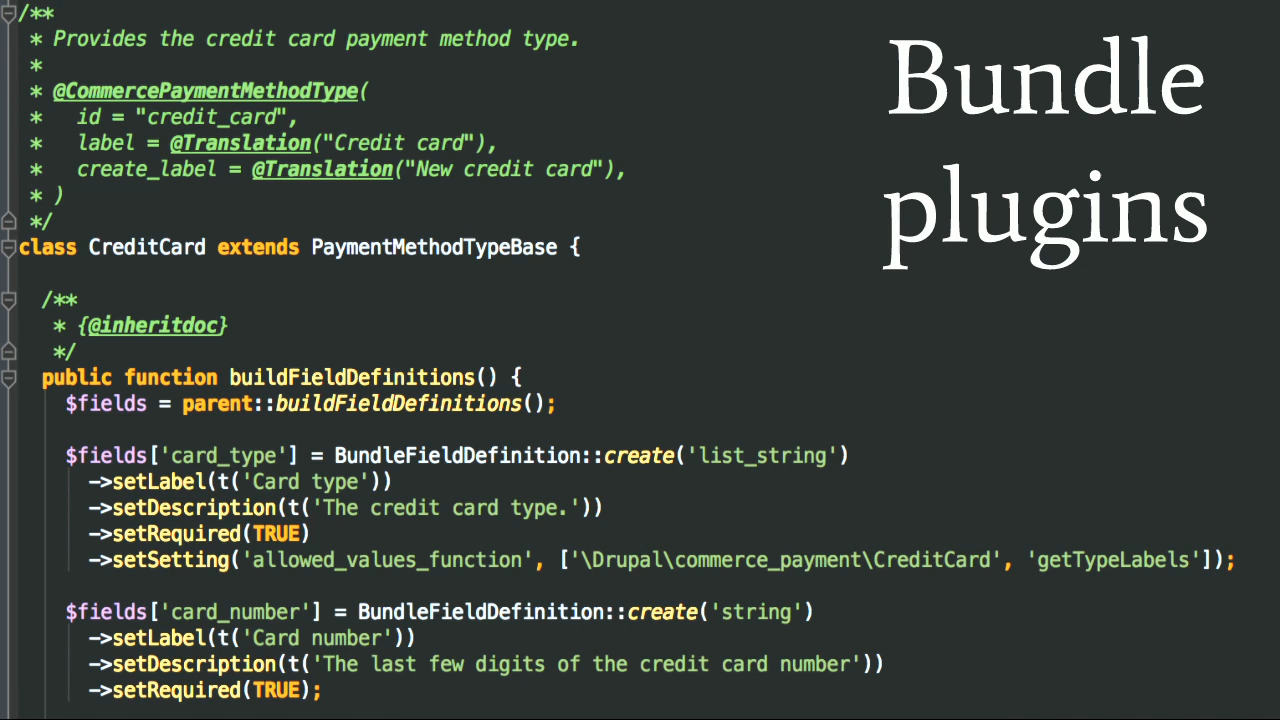 /**
 * Provides the credit card payment method type.
 *
 * @CommercePaymentMethodType(
 *   id = "credit_card",
 *   label = @Translation("Credit card"),
 *   create_label = @Translation("New credit card"),
 * )
 */
class CreditCard extends PaymentMethodTypeBase {

  /**
   * {@inheritdoc}
   */
  public function buildFieldDefinitions() {
    $fields = parent::buildFieldDefinitions();

    $fields['card_type'] = BundleFieldDefinition::create('list_string')
      ->setLabel(t('Card type'))
      ->setDescription(t('The credit card type.'))
      ->setRequired(TRUE)
      ->setSetting('allowed_values_function', ['\Drupal\commerce_payment\CreditCard', 'getTypeLabels']);

    $fields['card_number'] = BundleFieldDefinition::create('string')
      ->setLabel(t('Card number'))
      ->setDescription(t('The last few digits of the credit card number'))
      ->setRequired(TRUE);
Bundle
plugins